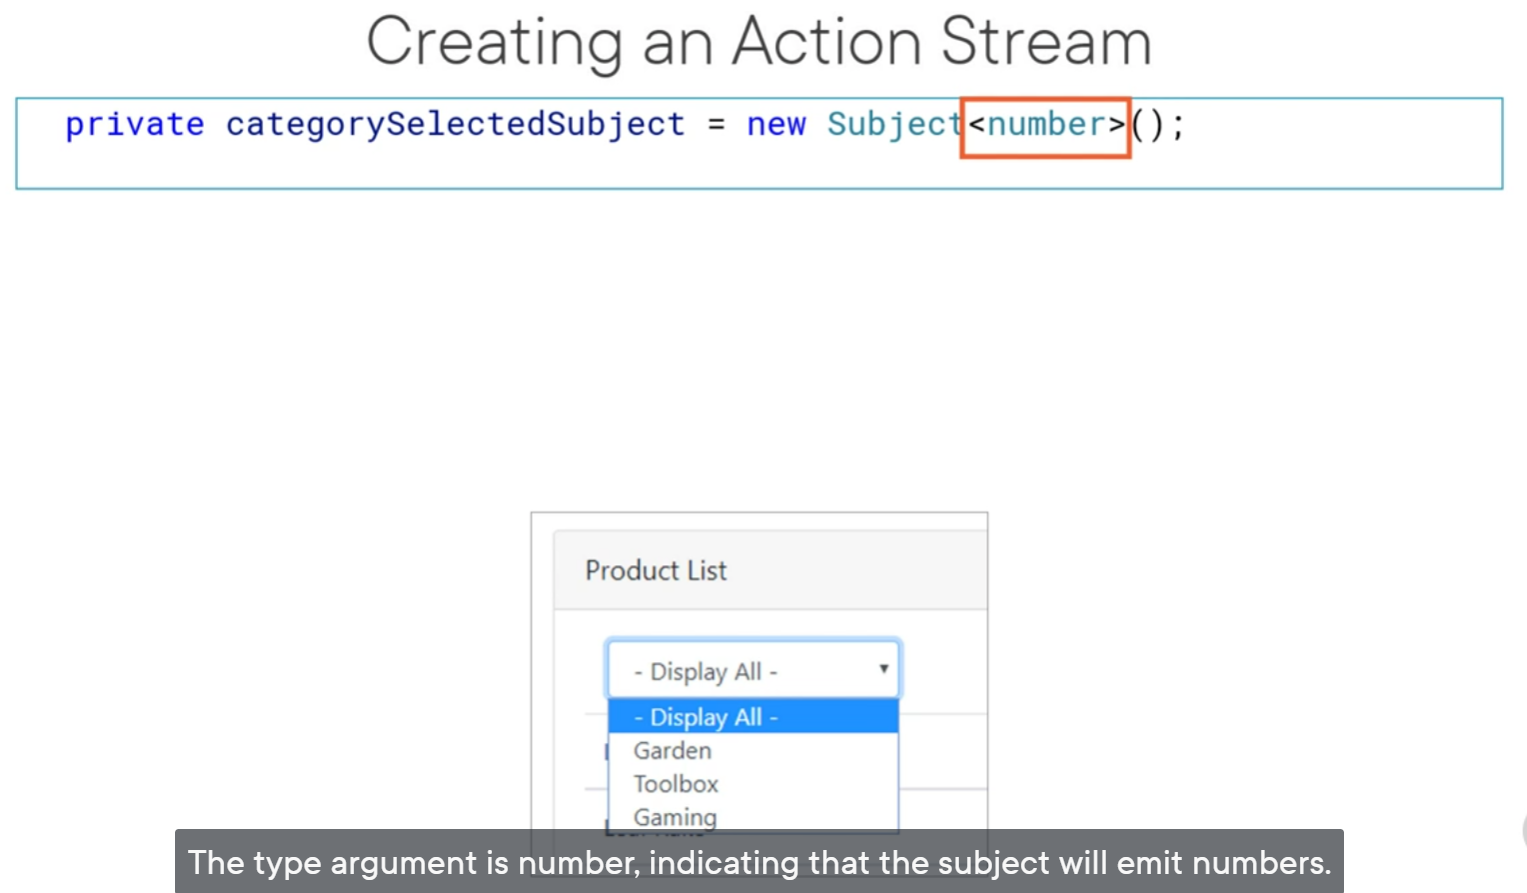 Creating an Action Stream
private categorySelectedSubject = new Subject<number>();
Product List
- Display All -
- Display All -
Garden
Toolbox
Gaming
The type argument is number, indicating that the subject will emit numbers.